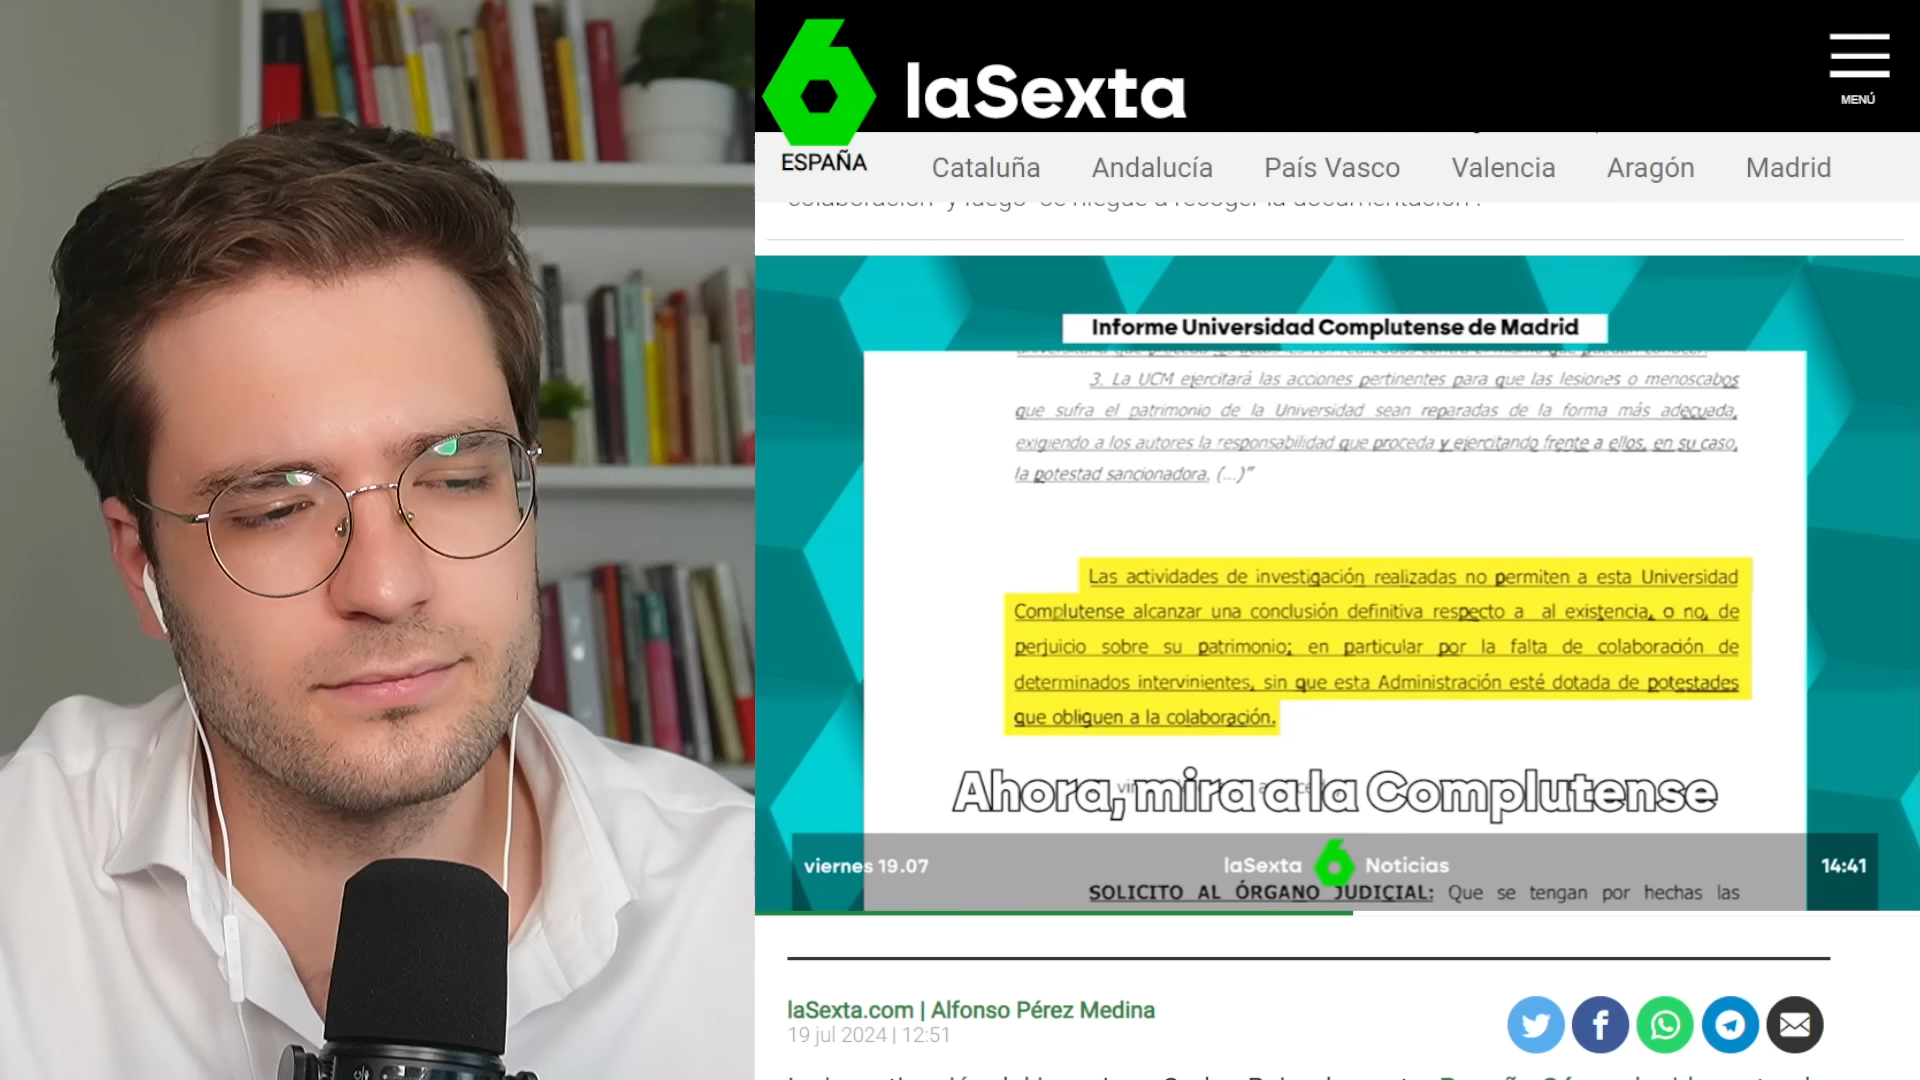 laSexta
MENÚ
ESPAÑA
Cataluña
Andalucía
País Vasco
Valencia
Aragón
Madrid
colaboración" y luego "se niegue a recoger la documentación".
Informe Universidad Complutense de Madrid
3. La UCM ejercitará las acciones pertinentes para que las lesiones o menoscabos
que sufra el patrimonio de la Universidad sean reparadas de la forma más adecuada,
exigiendo a los autores la responsabilidad que proceda y ejercitando frente a ellos, en su caso,
la potestad sancionadora. (...)"
Las actividades de investigación realizadas no permiten a esta Universidad
Complutense alcanzar una conclusión definitiva respecto a al existencia, o no, de
perjuicio sobre su patrimonio; en particular por la falta de colaboración de
determinados intervinientes, sin que esta Administración esté dotada de potestades
que obliguen a la colaboración.
Ahora, mira a la Complutense
viernes 19.07
laSexta Noticias
14:41
SOLICITO AL ÓRGANO JUDICIAL: Que se tengan por hechas las
laSexta.com | Alfonso Pérez Medina
19 jul 2024 | 12:51